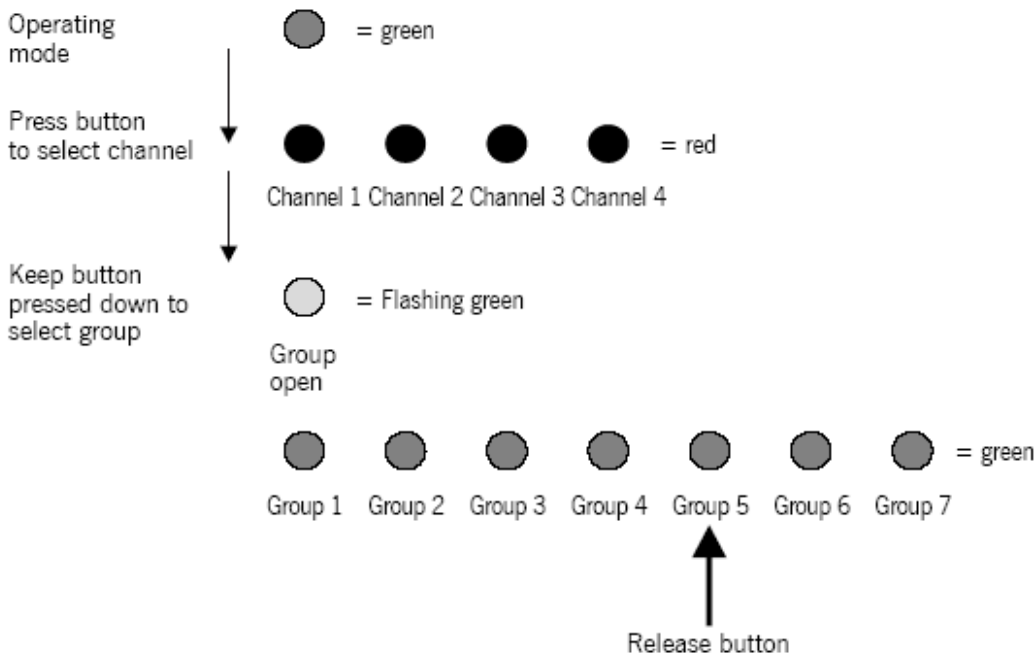 Operating
mode
= green
Press button
to select channel
= red
Channel 1 Channel 2 Channel 3 Channel 4
Keep button
pressed down to
select group
= Flashing green
Group
open
= green
Group 1 Group 2 Group 3 Group 4 Group 5 Group 6 Group 7
Release button